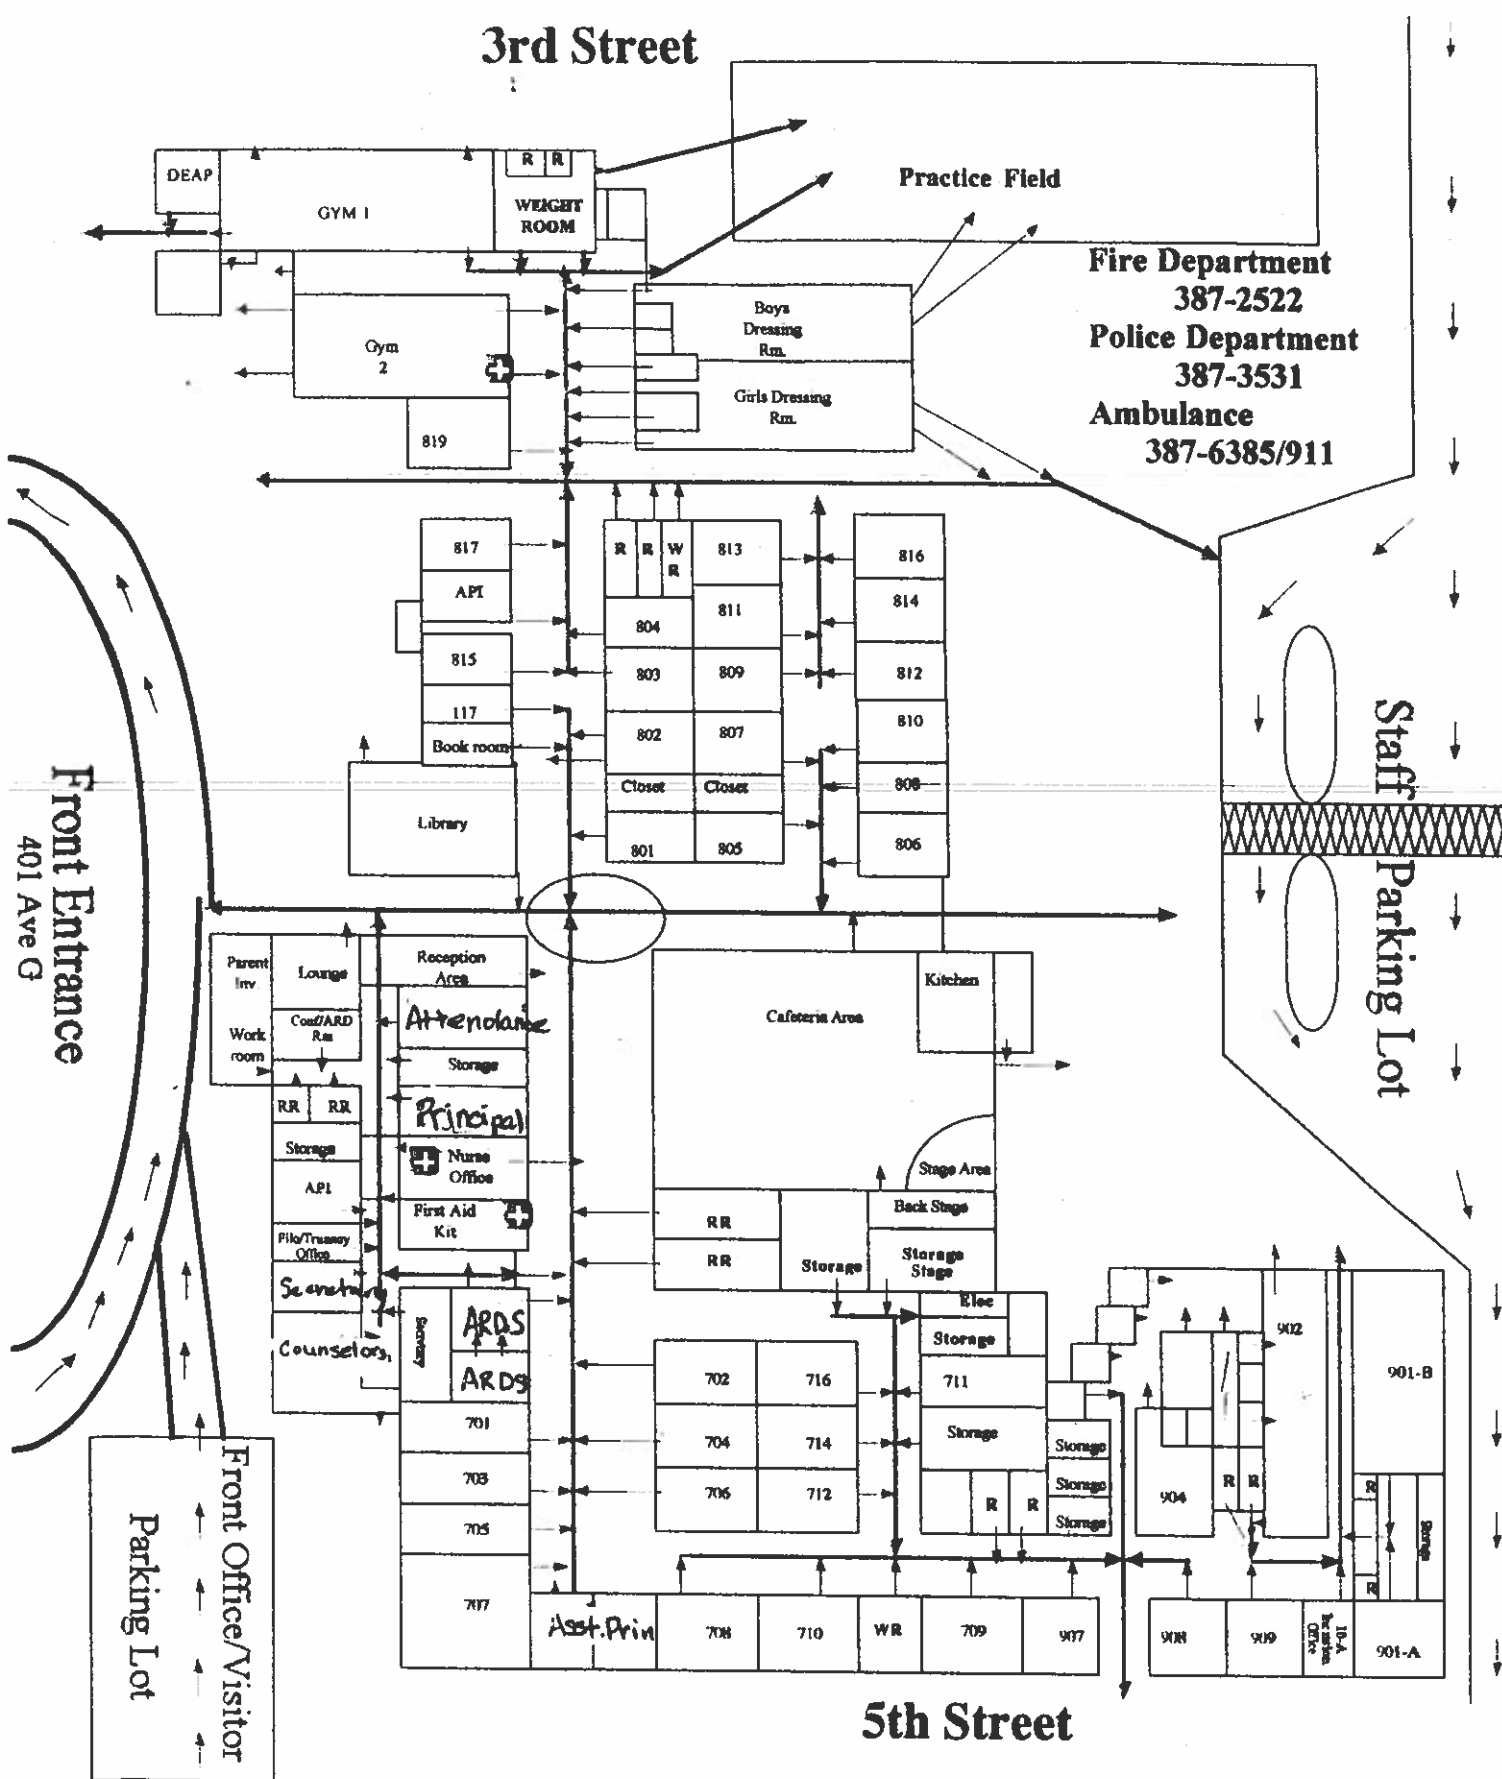 3rd Street
DEAP
GYM 1
R
R
WEIGHT
ROOM
Practice Field
Fire Department
387-2522
Police Department
387-3531
Ambulance
387-6385/911
Boys
Dressing
Rm.
Gym
2
Girls Dressing
Rm.
819
817
API
815
117
Book room
Library
R
R
W
R
813
811
804
803
809
802
807
Closet
Closet
801
805
816
814
812
810
808
806
Staff Parking Lot
Front Entrance
401 Ave G
Parent
Inv.
Work
room
Lounge
Conf/ARD
Rm
RR
RR
Storage
API
File/Truancy
Office
Secretary
Counselors
Reception
Area
Attendance
Storage
Principal
Nurse
Office
First Aid
Kit
Secretary
ARDS
ARDS
701
703
705
707
Asst. Prin
Cafeteria Area
Kitchen
Stage Area
Back Stage
RR
RR
Storage
Storage
Stage
Elec
Storage
702
716
704
714
706
712
711
Storage
R
R
Storage
Storage
Storage
708
710
WR
709
907
902
904
R
R
901-B
R
R
Storage
908
909
10-A
Office
901-A
Front Office/Visitor
Parking Lot
5th Street